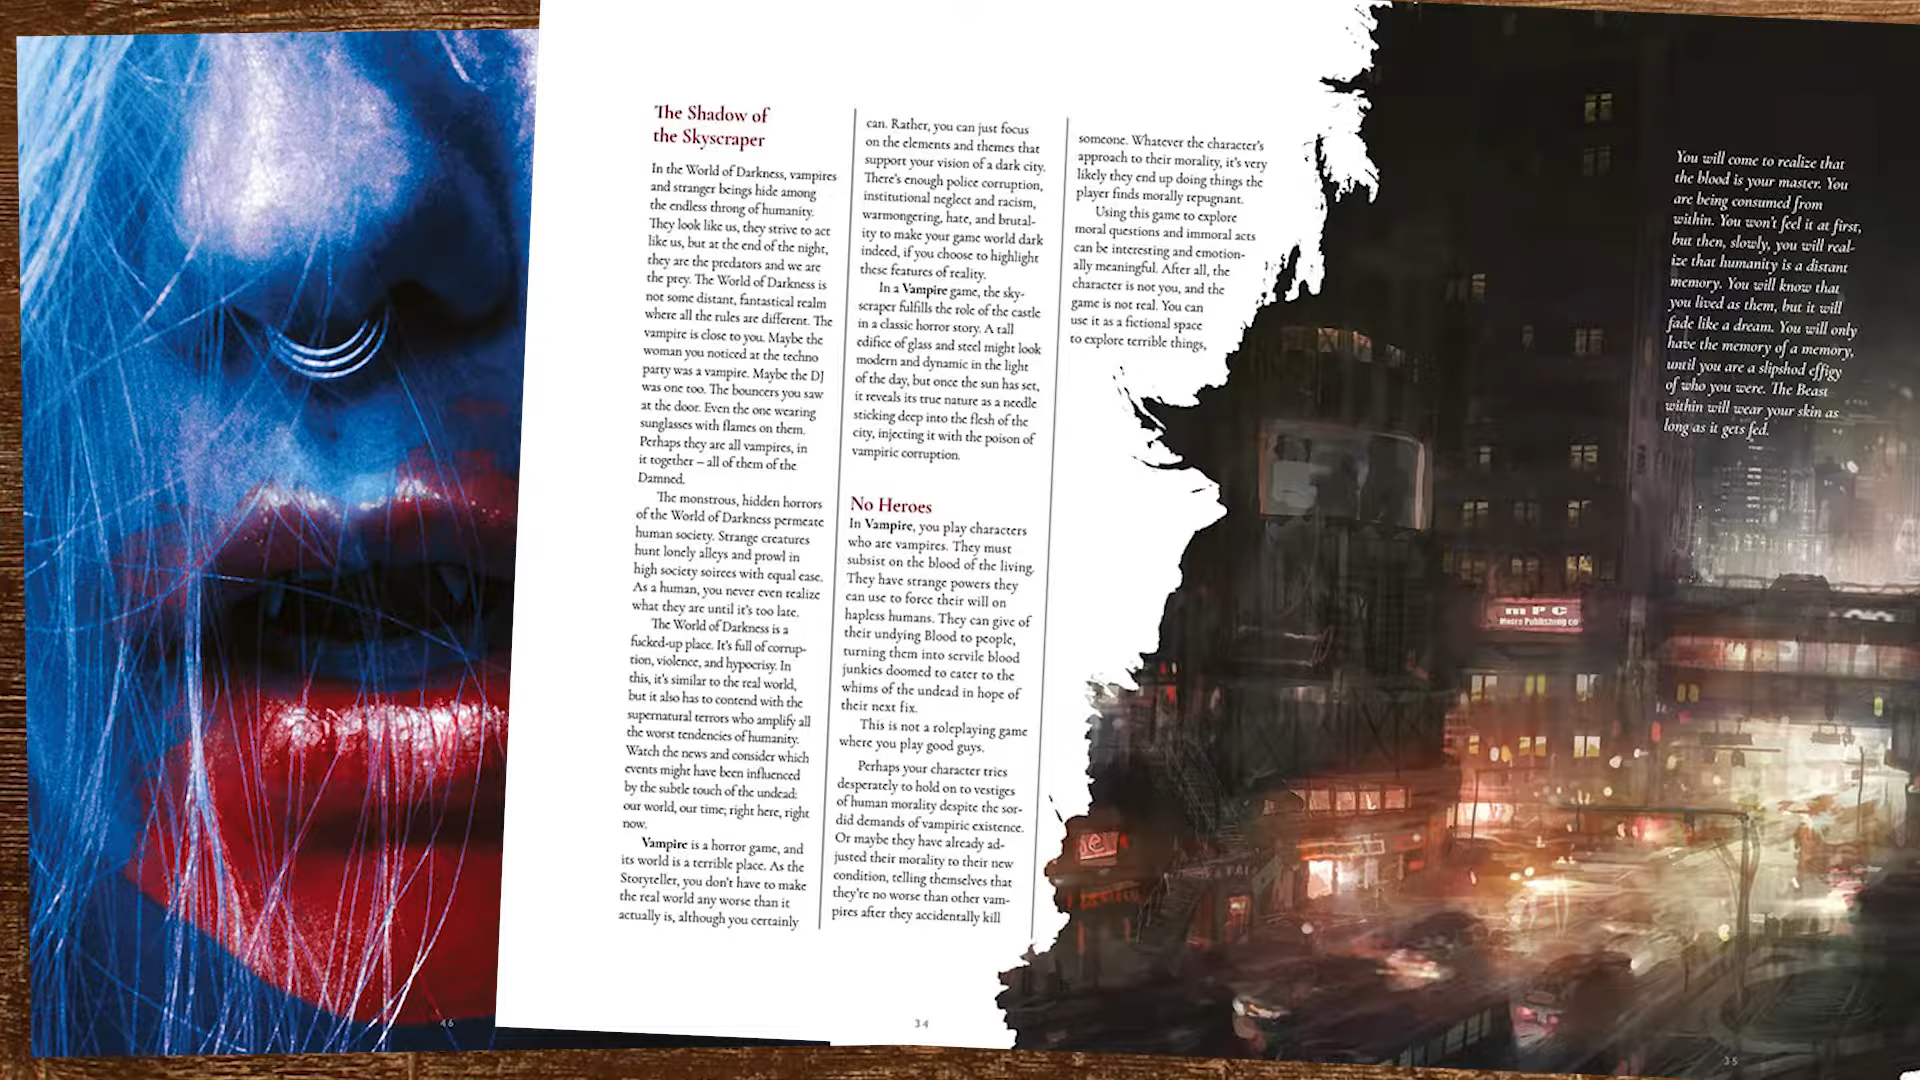 The Shadow of
the Skyscraper
In the World of Darkness, vampires
and stranger beings hide among
the endless throng of humanity.
They look like us, they strive to act
like us, but at the end of the night,
they are the predators and we are
the prey. The World of Darkness is
not some distant, fantastical realm
where all the rules are different. The
vampire is close to you. Maybe the
woman you noticed at the techno
party was a vampire. Maybe the DJ
was one too. The bouncers you saw
at the door. Even the one wearing
sunglasses with flames on them.
Perhaps they are all vampires, in
it together – all of them of the
Damned.
The monstrous, hidden horrors
of the World of Darkness permeate
human society. Strange creatures
hunt lonely alleys and prowl in
high society soirees with equal ease.
As a human, you never even realize
what they are until it's too late.
The World of Darkness is a
fucked-up place. It's full of corrup-
tion, violence, and hypocrisy. In
this, it's similar to the real world,
but it also has to contend with the
supernatural terrors who amplify all
the worst tendencies of humanity.
Watch the news and consider which
events might have been influenced
by the subtle touch of the undead:
our world, our time; right here, right
now.
Vampire is a horror game, and
its world is a terrible place. As the
Storyteller, you don't have to make
the real world any worse than it
actually is, although you certainly
can. Rather, you can just focus
on the elements and themes that
support your vision of a dark city.
There's enough police corruption,
institutional neglect and racism,
warmongering, hate, and brutal-
ity to make your game world dark
indeed, if you choose to highlight
these features of reality.
In a Vampire game, the sky-
scraper fulfills the role of the castle
in a classic horror story. A tall
edifice of glass and steel might look
modern and dynamic in the light
of the day, but once the sun has set,
it reveals its true nature as a needle
sticking deep into the flesh of the
city, injecting it with the poison of
vampiric corruption.
No Heroes
In Vampire, you play characters
who are vampires. They must
subsist on the blood of the living.
They have strange powers they
can use to force their will on
hapless humans. They can give of
their undying Blood to people,
turning them into servile blood
junkies doomed to cater to the
whims of the undead in hope of
their next fix.
This is not a roleplaying game
where you play good guys.
Perhaps your character tries
desperately to hold on to vestiges
of human morality despite the sor-
did demands of vampiric existence.
Or maybe they have already ad-
justed their morality to their new
condition, telling themselves that
they're no worse than other vam-
pires after they accidentally kill
someone. Whatever the character's
approach to their morality, it's very
likely they end up doing things the
player finds morally repugnant.
Using this game to explore
moral questions and immoral acts
can be interesting and emotion-
ally meaningful. After all, the
character is not you, and the
game is not real. You can
use it as a fictional space
to explore terrible things,
You will come to realize that
the blood is your master. You
are being consumed from
within. You won't feel it at first,
but then, slowly, you will real-
ize that humanity is a distant
memory. You will know that
you lived as them, but it will
fade like a dream. You will only
have the memory of a memory,
until you are a slipshod effigy
of who you were. The Beast
within will wear your skin as
long as it gets fed.
mPC
Moore Publishing co
46
34
35